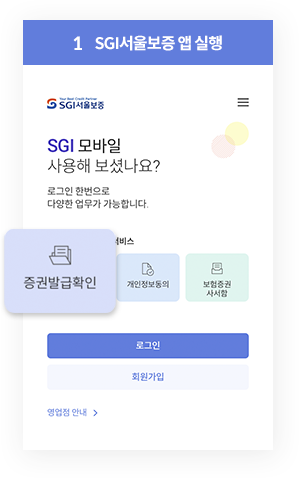 1 SGI서울보증 앱 실행
Your Best Credit Partner
SGI서울보증
SGI 모바일
사용해 보셨나요?
로그인 한번으로
다양한 업무가 가능합니다.
서비스
증권발급확인
개인정보동의
보험증권
사서함
로그인
회원가입
영업점 안내 >